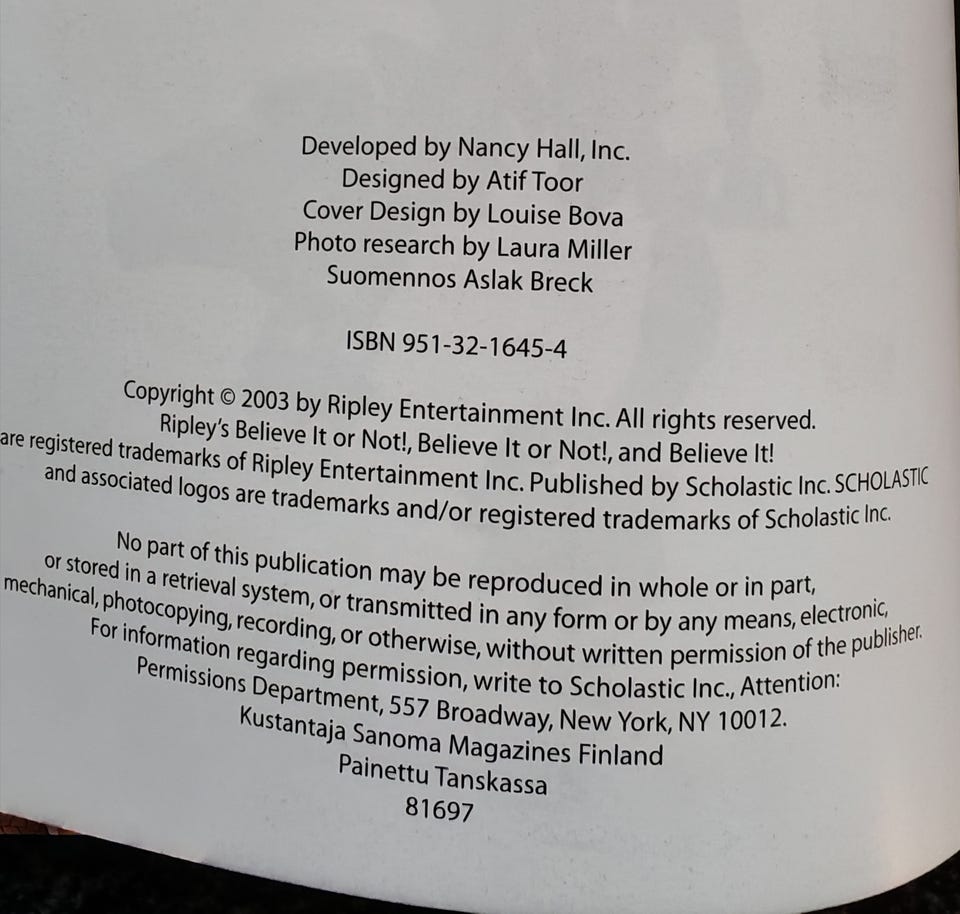 Developed by Nancy Hall, Inc.
Designed by Atif Toor
Cover Design by Louise Bova
Photo research by Laura Miller
Suomennos Aslak Breck
ISBN 951-32-1645-4
Copyright © 2003 by Ripley Entertainment Inc. All rights reserved.
Ripley's Believe It or Not!, Believe It or Not!, and Believe It!
are registered trademarks of Ripley Entertainment Inc. Published by Scholastic Inc. SCHOLASTIC
and associated logos are trademarks and/or registered trademarks of Scholastic Inc.
No part of this publication may be reproduced in whole or in part,
or stored in a retrieval system, or transmitted in any form or by any means, electronic,
mechanical, photocopying, recording, or otherwise, without written permission of the publisher.
For information regarding permission, write to Scholastic Inc., Attention:
Permissions Department, 557 Broadway, New York, NY 10012.
Kustantaja Sanoma Magazines Finland
Painettu Tanskassa
81697